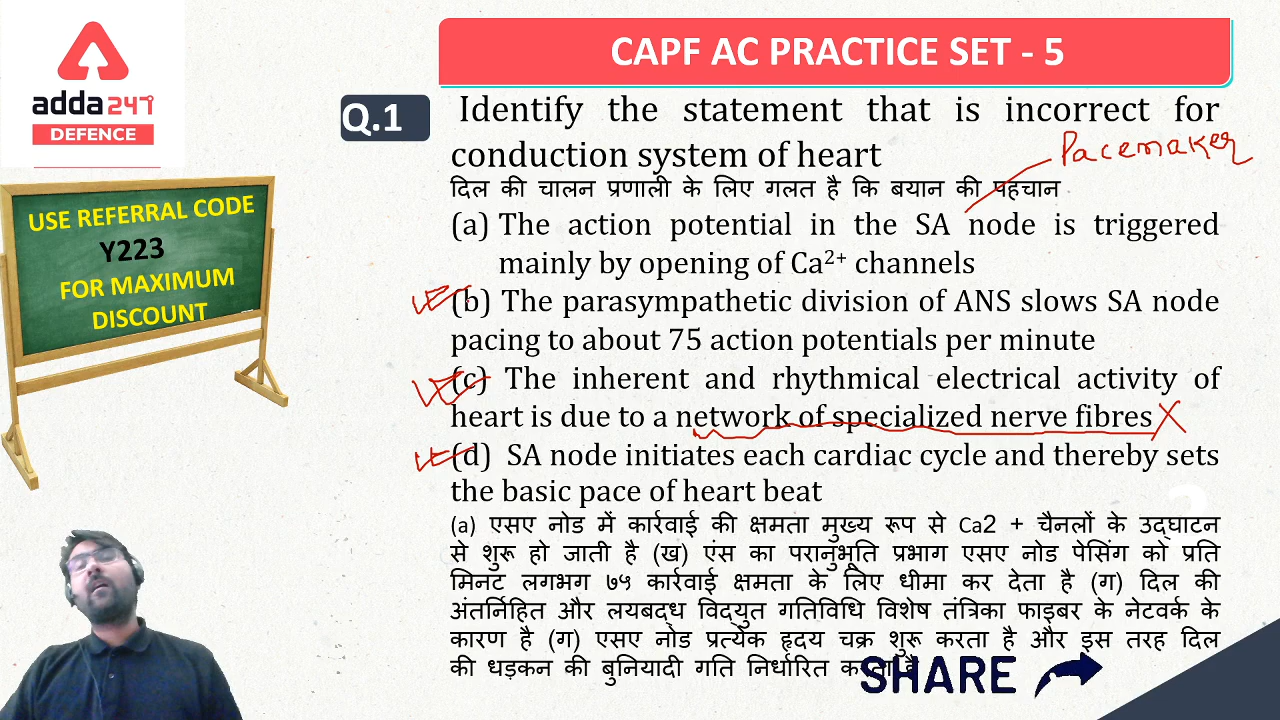 adda247
DEFENCE
CAPF AC PRACTICE SET - 5
USE REFERRAL CODE
Y223
FOR MAXIMUM
DISCOUNT
Q.1
Identify the statement that is incorrect for
conduction system of heart
Pacemaker
दिल की चालन प्रणाली के लिए गलत है कि बयान की पहचान
(a) The action potential in the SA node is triggered
mainly by opening of Ca²⁺ channels
(b) The parasympathetic division of ANS slows SA node
pacing to about 75 action potentials per minute
(c) The inherent and rhythmical electrical activity of
heart is due to a network of specialized nerve fibres X
(d) SA node initiates each cardiac cycle and thereby sets
the basic pace of heart beat
(a) एसए नोड में कार्रवाई की क्षमता मुख्य रूप से Ca2 + चैनलों के उद्घाटन
से शुरू हो जाती है (ख) एंस का परानुभूति प्रभाग एसए नोड पेसिंग को प्रति
मिनट लगभग ७५ कार्रवाई क्षमता के लिए धीमा कर देता है (ग) दिल की
अंतर्निहित और लयबद्ध विद्युत गतिविधि विशेष तंत्रिका फाइबर के नेटवर्क के
कारण है (ग) एसए नोड प्रत्येक हृदय चक्र शुरू करता है और इस तरह दिल
की धड़कन की बुनियादी गति निर्धारित
SHARE